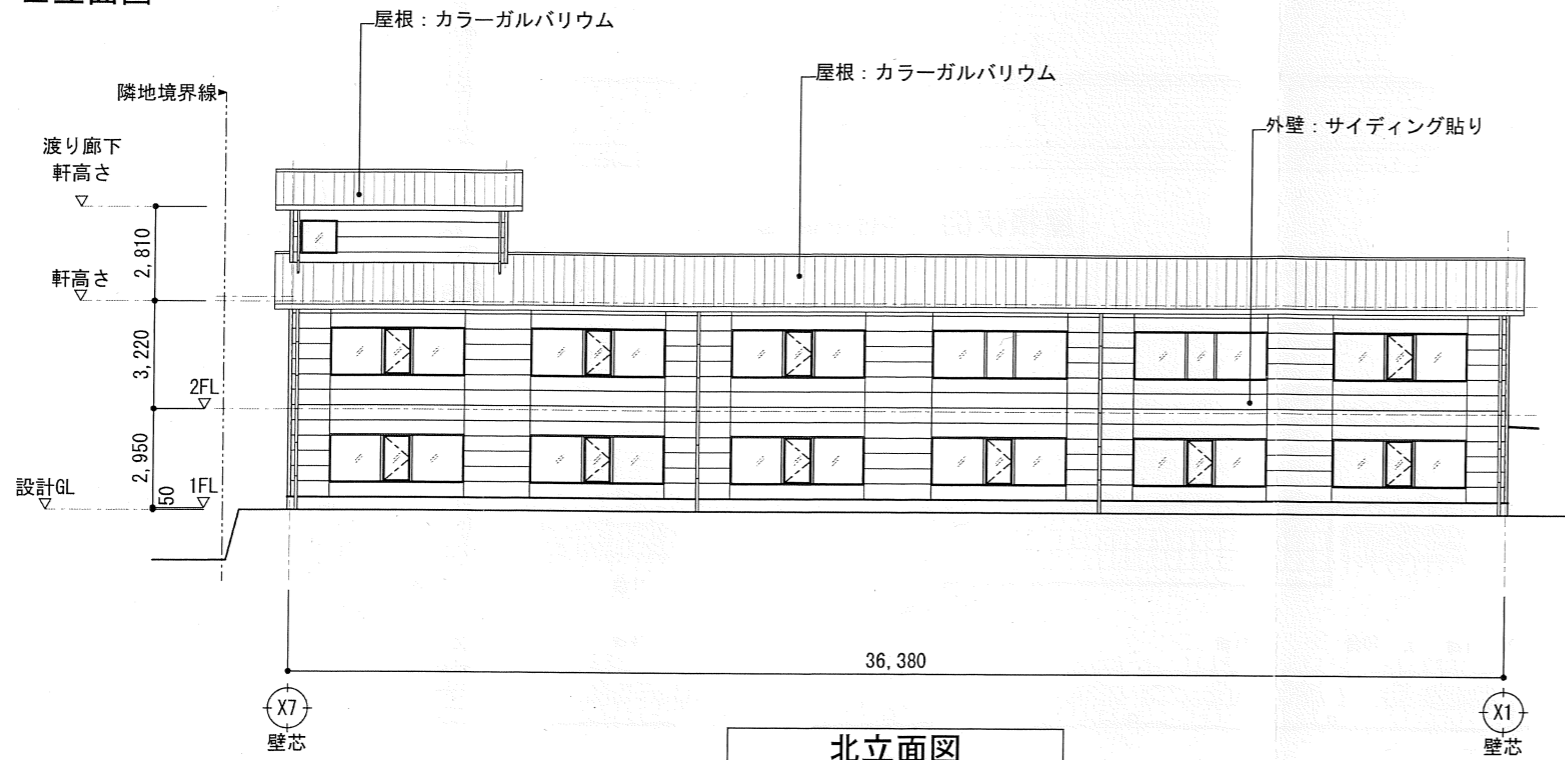 屋根：カラーガルバリウム
屋根：カラーガルバリウム
隣地境界線
外壁：サイディング貼り
渡り廊下
軒高さ
2,810
軒高さ
3,220
2FL
2,950
設計GL
50
1FL
36,380
X7
壁芯
X1
壁芯
北立面図